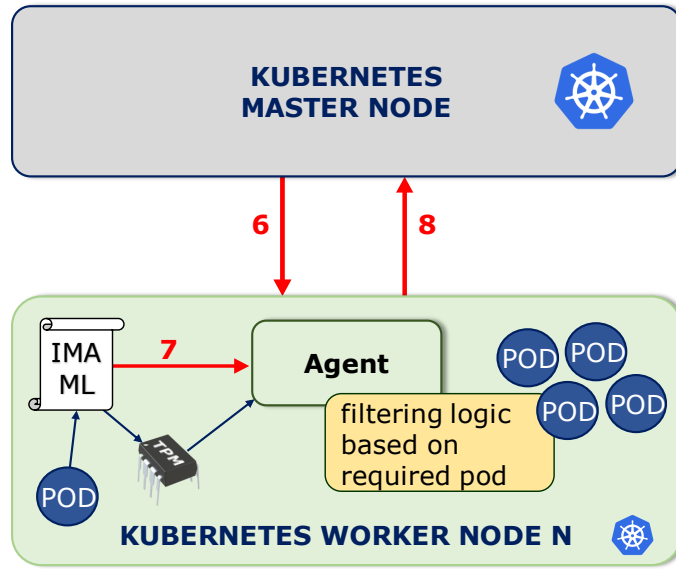 KUBERNETES
MASTER NODE
6
8
IMA
ML
7
Agent
POD
POD
POD
POD
filtering logic
based on
required pod
TPM
POD
KUBERNETES WORKER NODE N